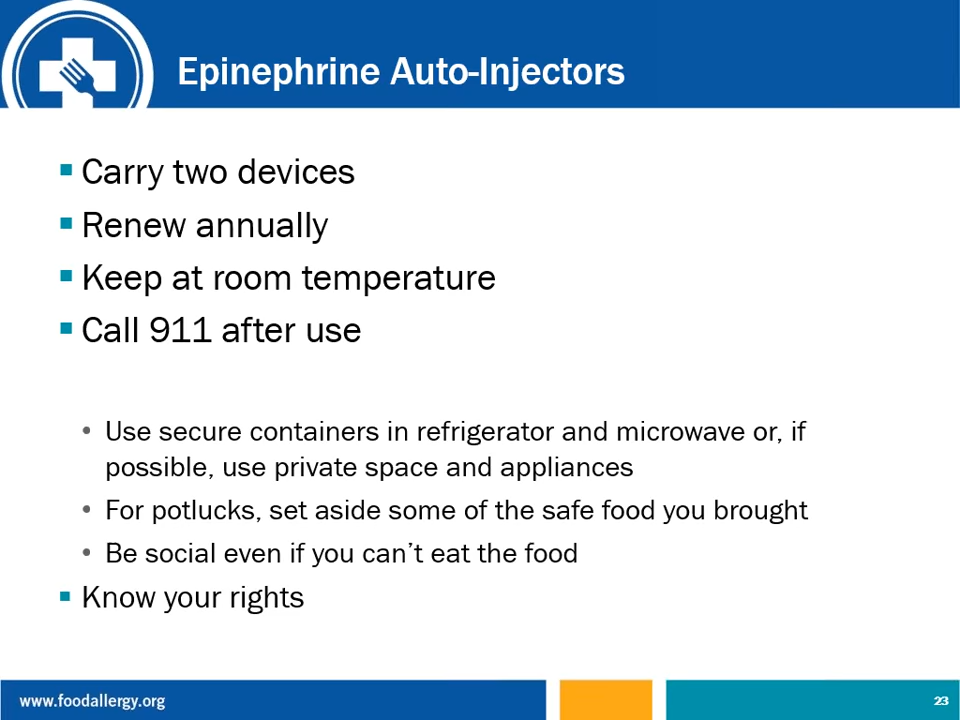 Epinephrine Auto-Injectors
Carry two devices
Renew annually
Keep at room temperature
Call 911 after use
Use secure containers in refrigerator and microwave or, if
possible, use private space and appliances
For potlucks, set aside some of the safe food you brought
Be social even if you can’t eat the food
Know your rights
www.foodallergy.org
23